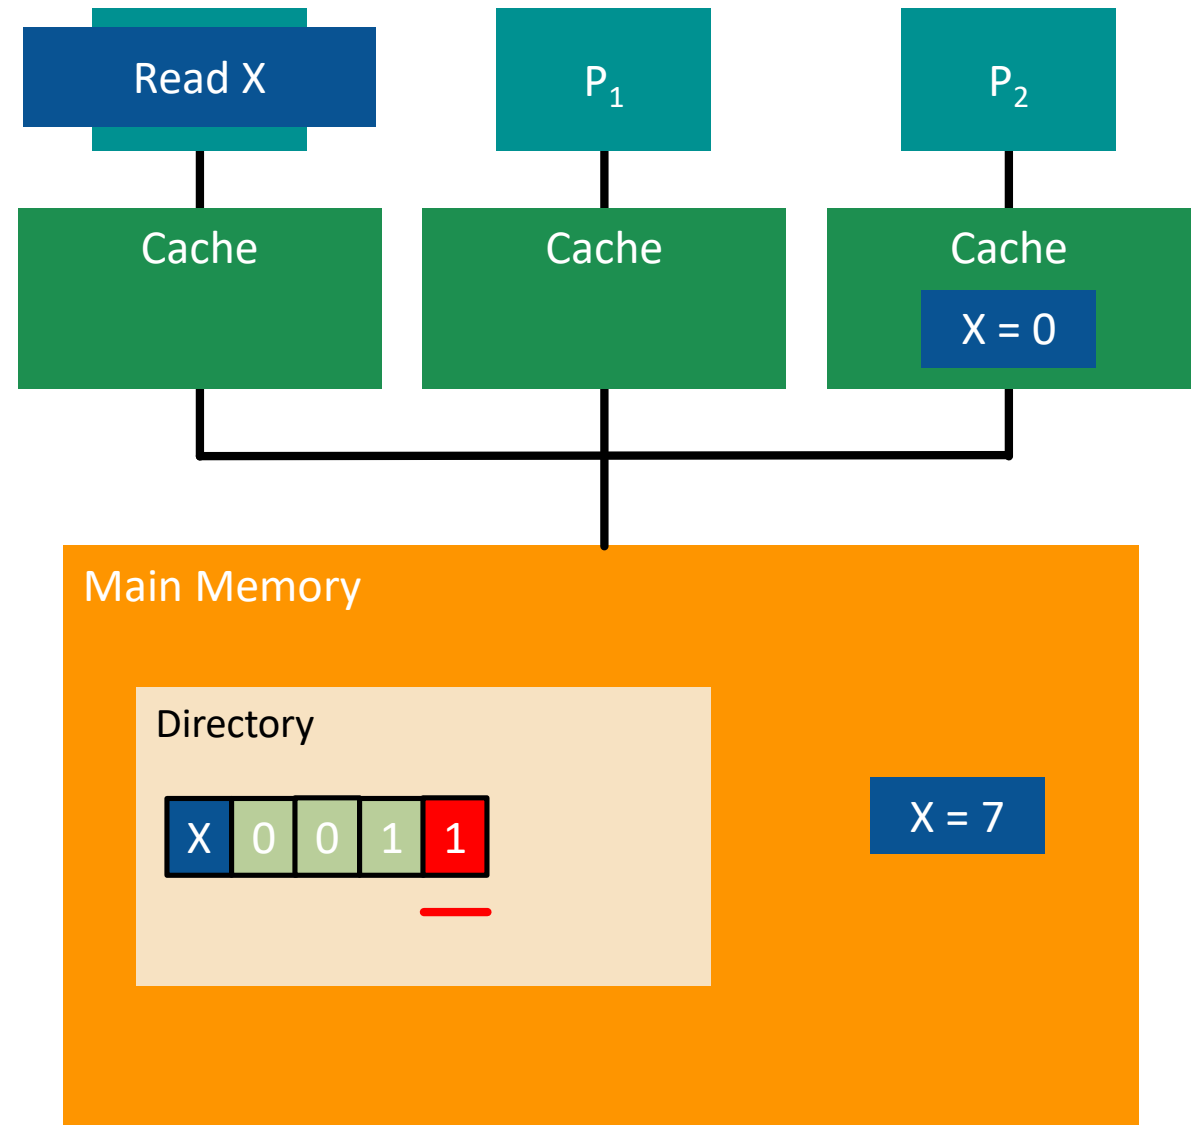 Read X
P₁
P₂
Cache
Cache
Cache
X = 0
Main Memory
Directory
X 0 0 1 1
X = 7